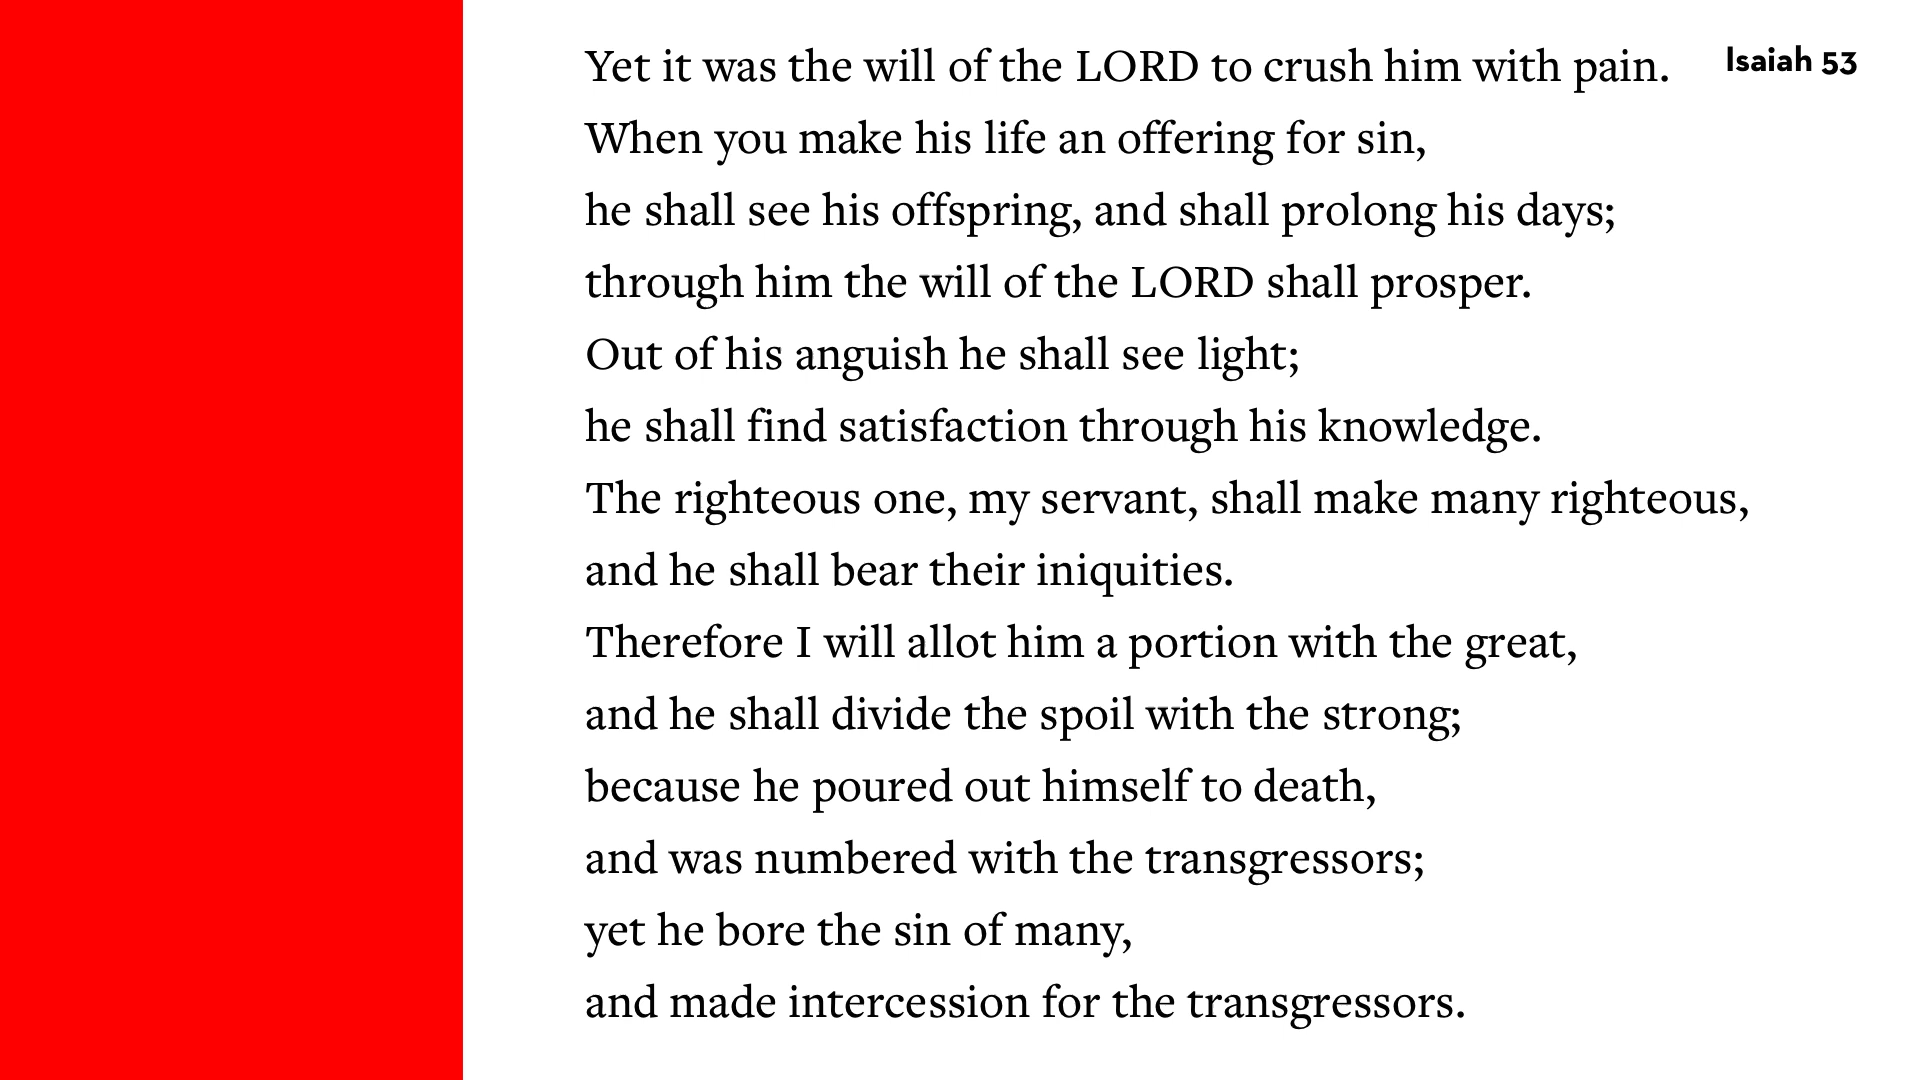 Yet it was the will of the LORD to crush him with pain.
Isaiah 53
When you make his life an offering for sin,
he shall see his offspring, and shall prolong his days;
through him the will of the LORD shall prosper.
Out of his anguish he shall see light;
he shall find satisfaction through his knowledge.
The righteous one, my servant, shall make many righteous,
and he shall bear their iniquities.
Therefore I will allot him a portion with the great,
and he shall divide the spoil with the strong;
because he poured out himself to death,
and was numbered with the transgressors;
yet he bore the sin of many,
and made intercession for the transgressors.